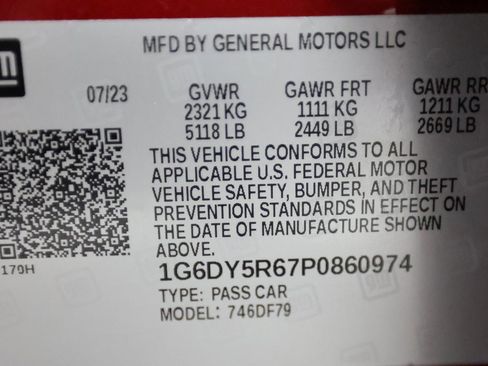 gm
MFD BY GENERAL MOTORS LLC
07/23 GVWR GAWR FRT GAWR RR
2321 KG 1111 KG 1211 KG
5118 LB 2449 LB 2669 LB
THIS VEHICLE CONFORMS TO ALL
APPLICABLE U.S. FEDERAL MOTOR
VEHICLE SAFETY, BUMPER, AND THEFT
PREVENTION STANDARDS IN EFFECT ON
THE DATE OF MANUFACTURE SHOWN
ABOVE.
170H
1G6DY5R67P0860974
TYPE: PASS CAR
MODEL: 746DF79